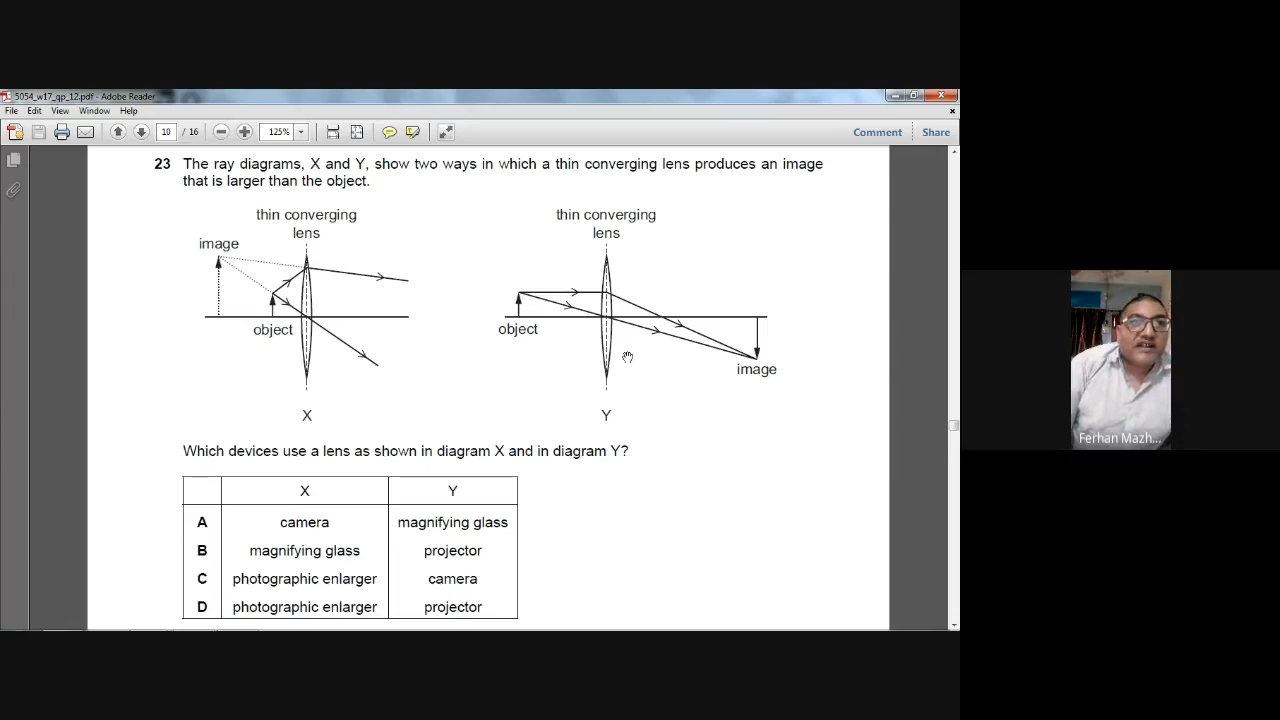 5054_w17_qp_12.pdf - Adobe Reader
File Edit View Window Help
10 / 16 125% Comment Share
23 The ray diagrams, X and Y, show two ways in which a thin converging lens produces an image
that is larger than the object.
thin converging
lens
image
object
X
thin converging
lens
object
image
Y
Which devices use a lens as shown in diagram X and in diagram Y?
X Y
A camera magnifying glass
B magnifying glass projector
C photographic enlarger camera
D photographic enlarger projector
Ferhan Mazh...